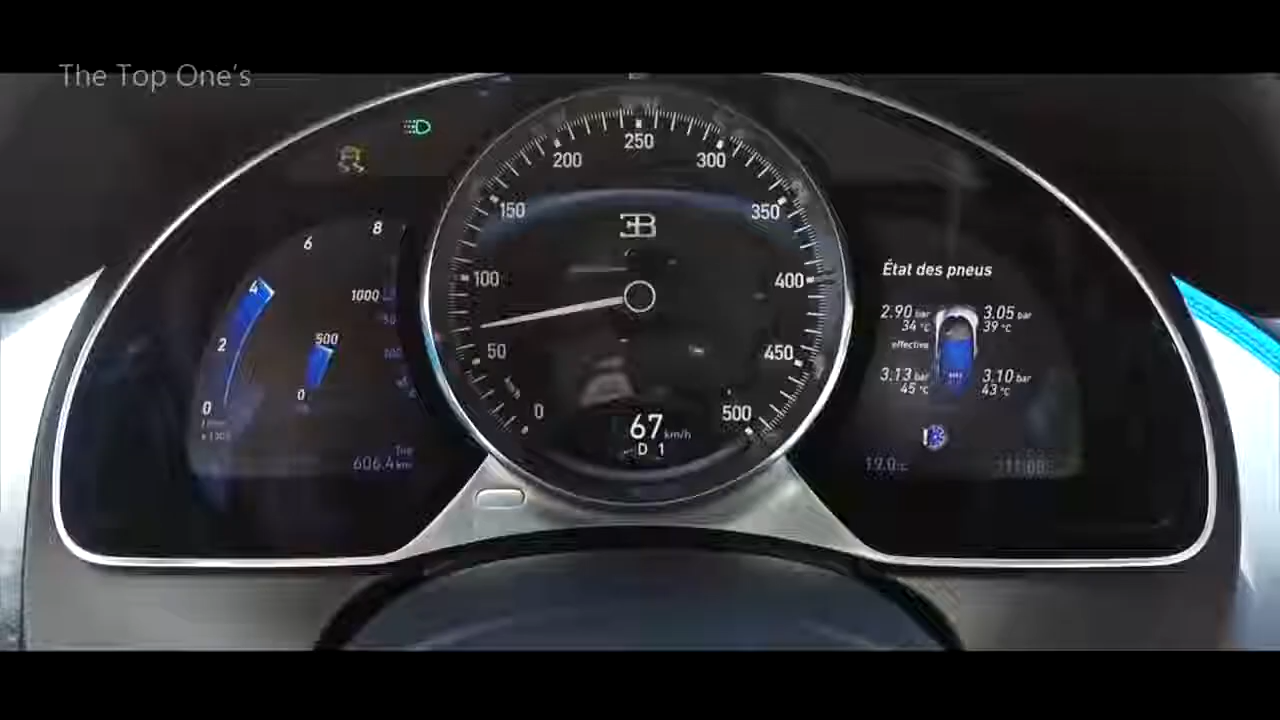 The Top One's
250
200
300
150
350
8
6
État des pneus
4
100
400
1000
2.90 bar
3.05 bar
34 °C
39 °C
500
effective
2
50
450
3.13 bar
3.10 bar
45 °C
43 °C
0
0
0
500
67 km/h
D 1
606.4 km
19.0 °C